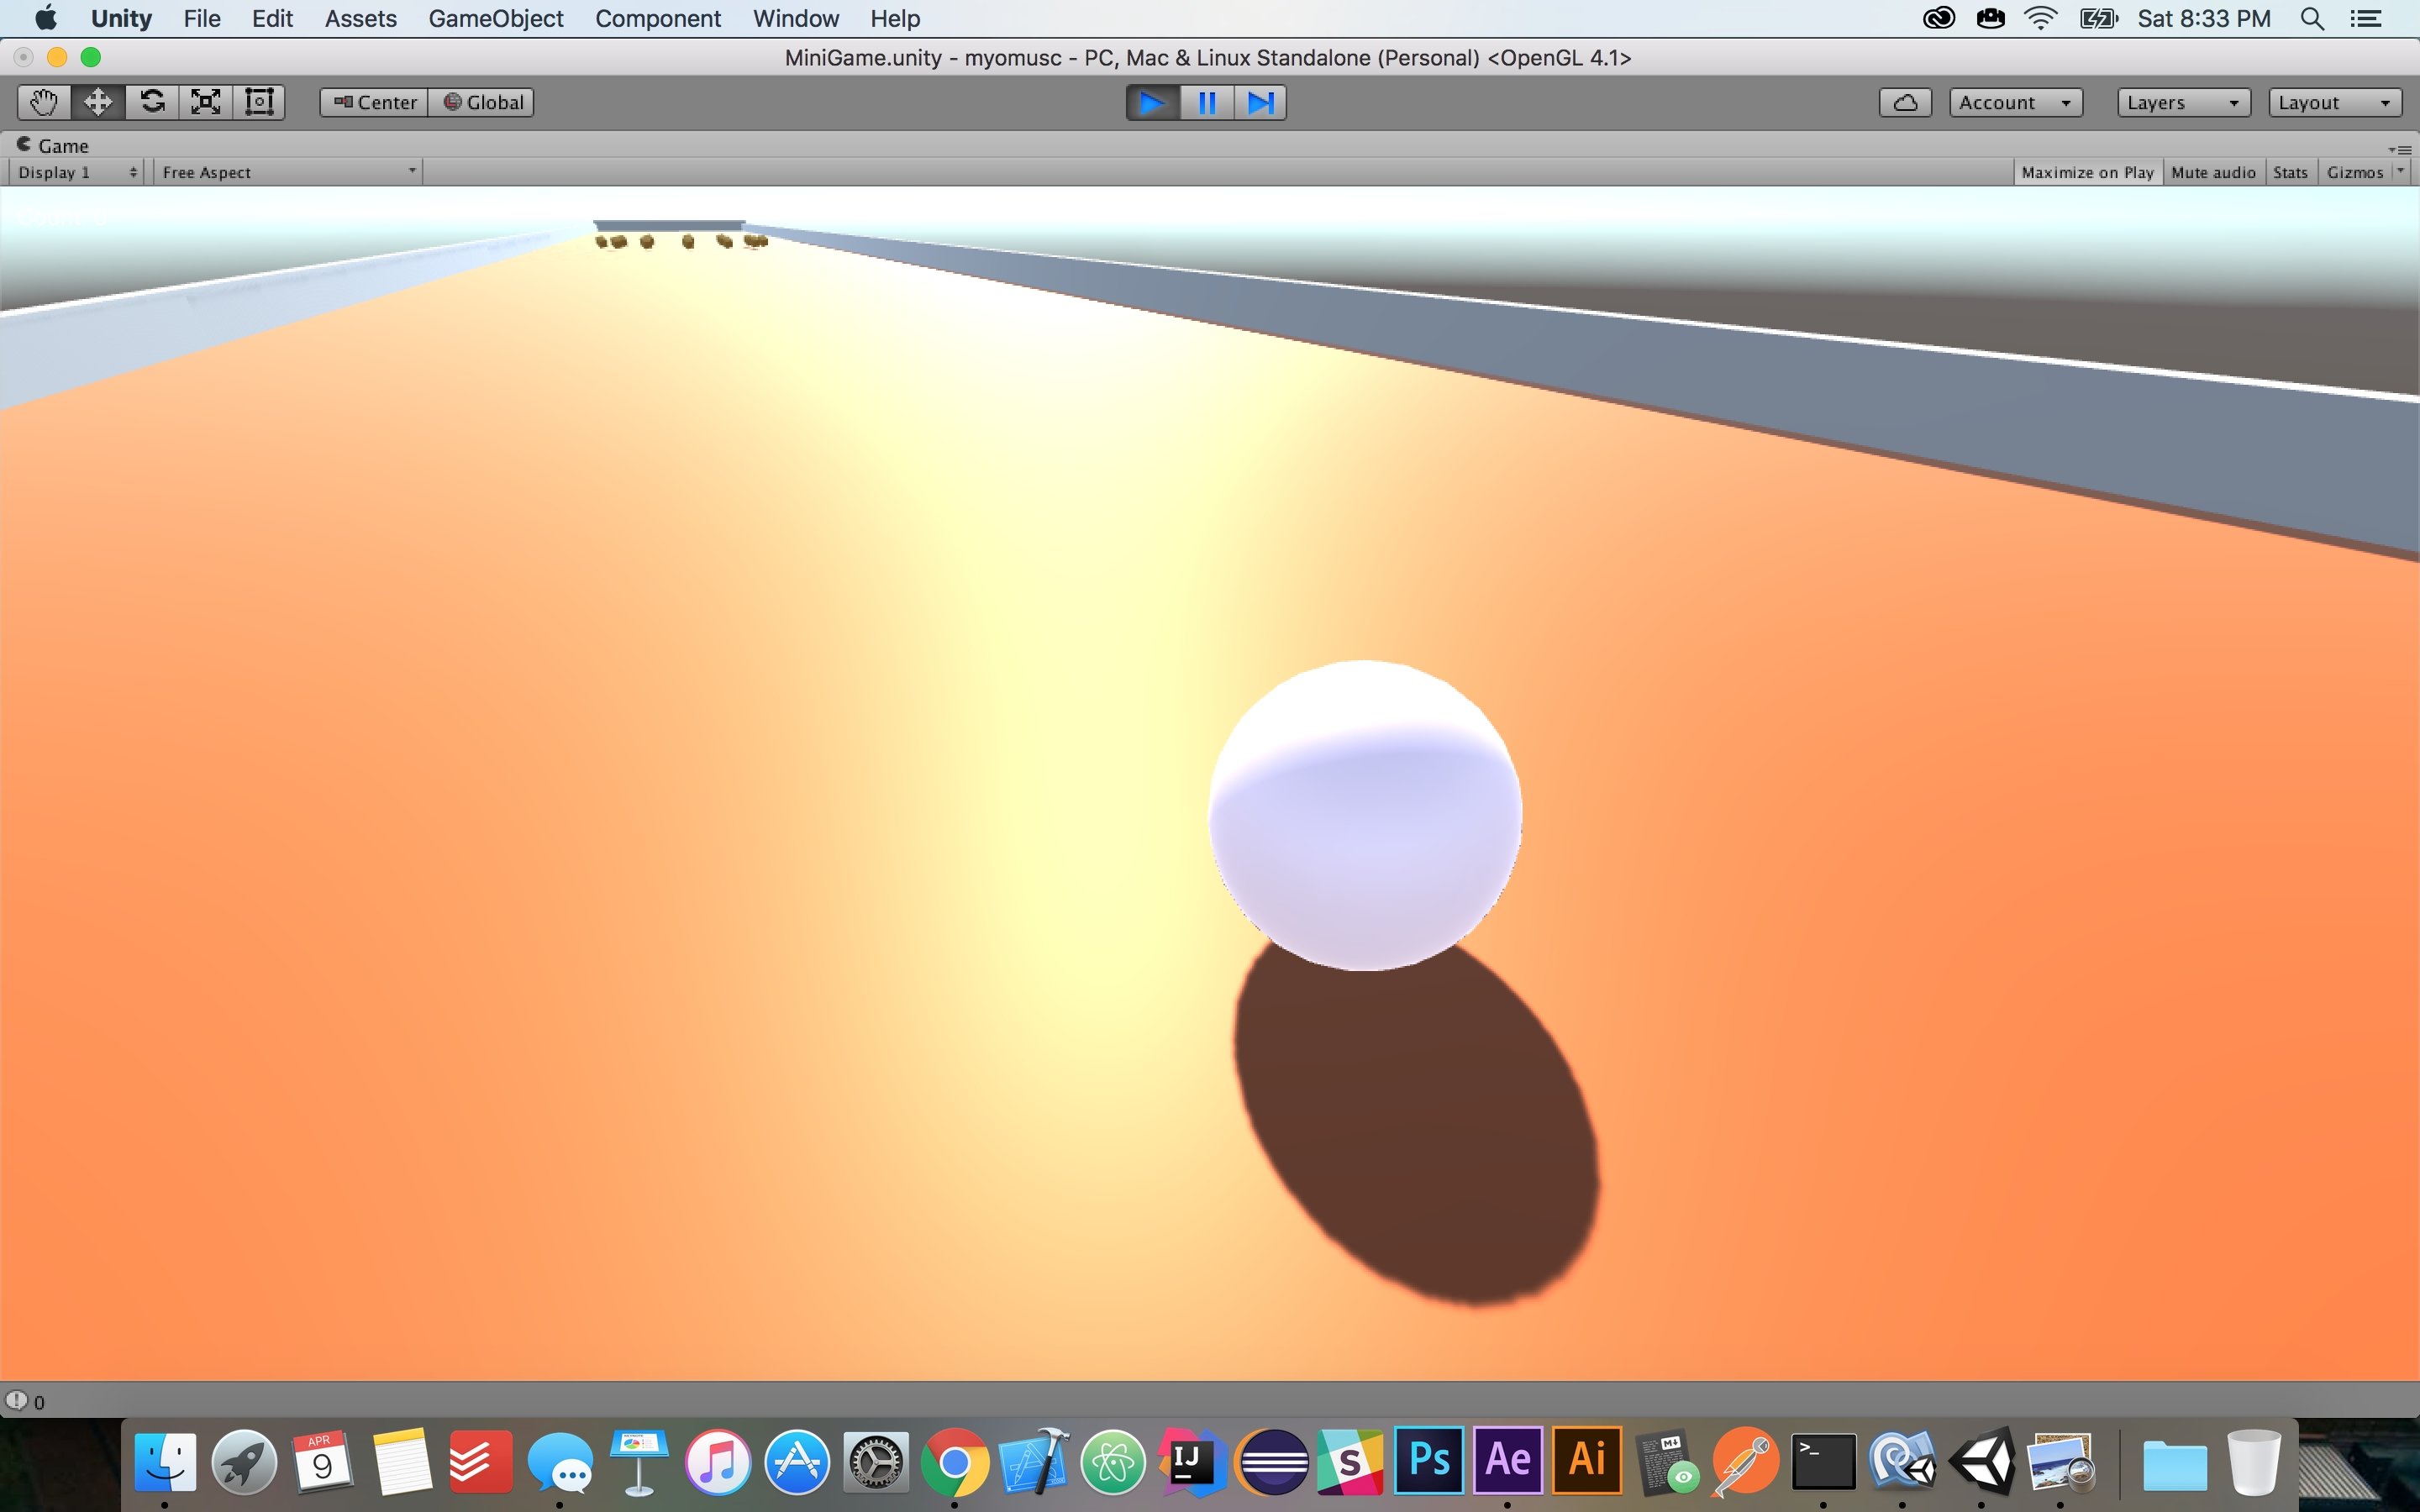 Unity File Edit Assets GameObject Component Window Help Sat 8:33 PM
MiniGame.unity - myomusc - PC, Mac & Linux Standalone (Personal) <OpenGL 4.1>
Center Global Account Layers Layout
Game
Display 1 Free Aspect Maximize on Play Mute audio Stats Gizmos
0
APR
9
IJ
S
Ps
Ae
Ai
M
>_